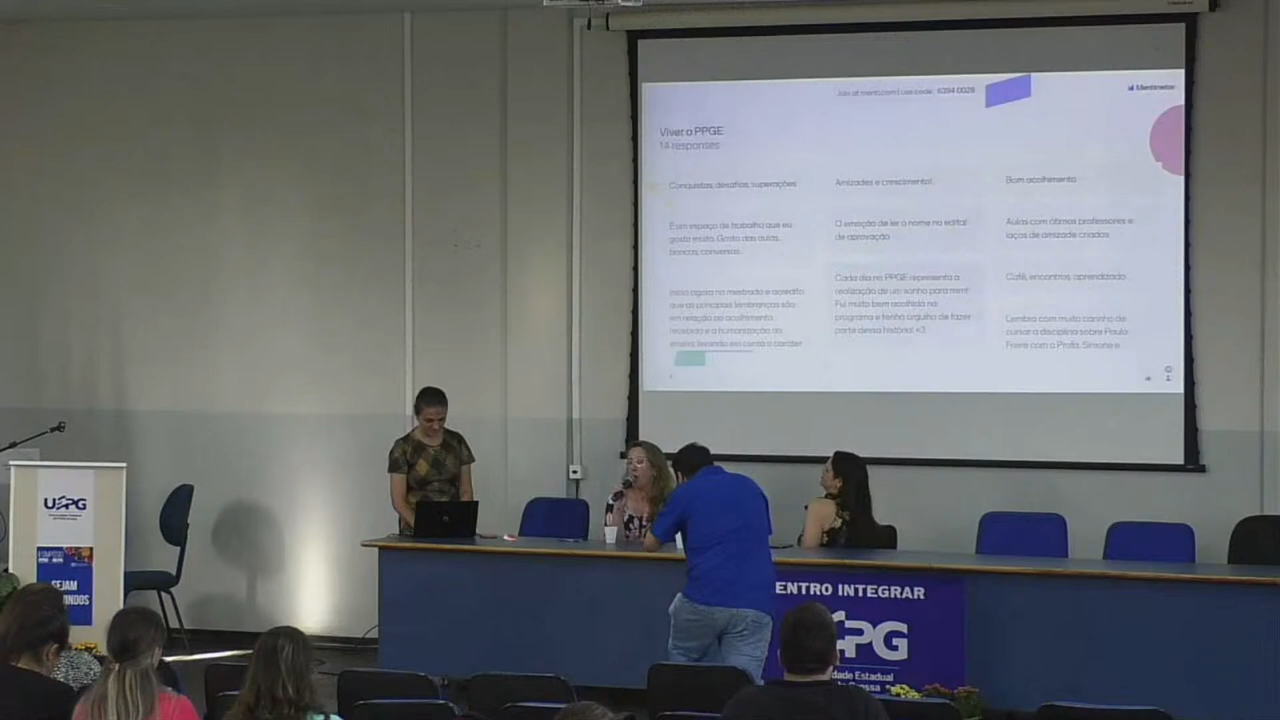 Join at menti.com | use code 6394 0028
Mentimeter
Viver o PPGE
14 responses
Conquistas, desafios, superações
Amizades e crescimento!
Bom acolhimento
É um espaço de trabalho que eu
gosto muito. Gosto das aulas,
bancas, conversas...
O emoção de ler o nome no edital
de aprovação
Aulas com ótimos professores e
laços de amizade criados
Café, encontros, aprendizado
Início agora no mestrado e acredito
que as principais lembranças são
em relação ao acolhimento
recebido e a humanização do
ensino, levando em conta o caráter
Cada dia no PPGE representa a
realização de um sonho para mim!
Fui muito bem acolhida no
programa e tenho orgulho de fazer
parte dessa história! <3
Lembro com muito carinho de
cursar a disciplina sobre Paulo
Freire com a Profa. Simone e
UEPG
SEJAM
INDOS
ENTRO INTEGRAR
EPG
dade Estadual
ossa